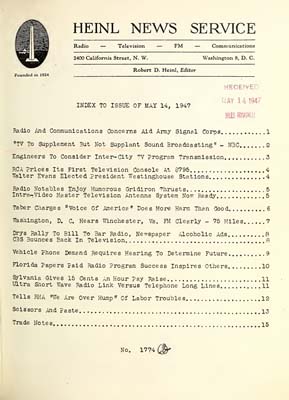 HEINL NEWS SERVICE
Radio — Television — FM — Communications
2400 California Street, N. W. Washington 8, D. C.
Robert D. Heinl, Editor
Founded in 1924
RECEIVED
MAY 14 1947
INDEX TO ISSUE OF MAY 14, 1947
Radio And Communications Concerns Aid Army Signal Corps............1
"TV To Supplement But Not Supplant Sound Broadcasting" - NBC.......2
Engineers To Consider Inter-City TV Program Transmission...........3
RCA Prices Its First Television Console At $795....................4
Walter Evans Elected President Westinghouse Stations...............4
Radio Notables Enjoy Humorous Gridiron Thrusts.....................5
Intra-Video Master Television Antenna System Now Ready.............5
Taber Charges "Voice Of America" Does More Harm Than Good..........6
Washington, D. C. Nears Winchester, Va. FM Clearly - 75 Miles......7
Drys Rally To Bill To Bar Radio, Newspaper Alcoholic Ads...........8
CBS Bounces Back In Television.....................................8
Vehicle Phone Demand Requires Hearing To Determine Future..........9
Florida Papers Paid Radio Program Success Inspires Others.........10
Sylvania Gives 15 Cents An Hour Pay Raise.........................11
Ultra Short Wave Radio Link Versus Telephone Long Lines...........11
Tells RMA "We Are Over Hump" Of Labor Troubles....................12
Scissors And Paste................................................13
Trade Notes.......................................................15
No. 1774